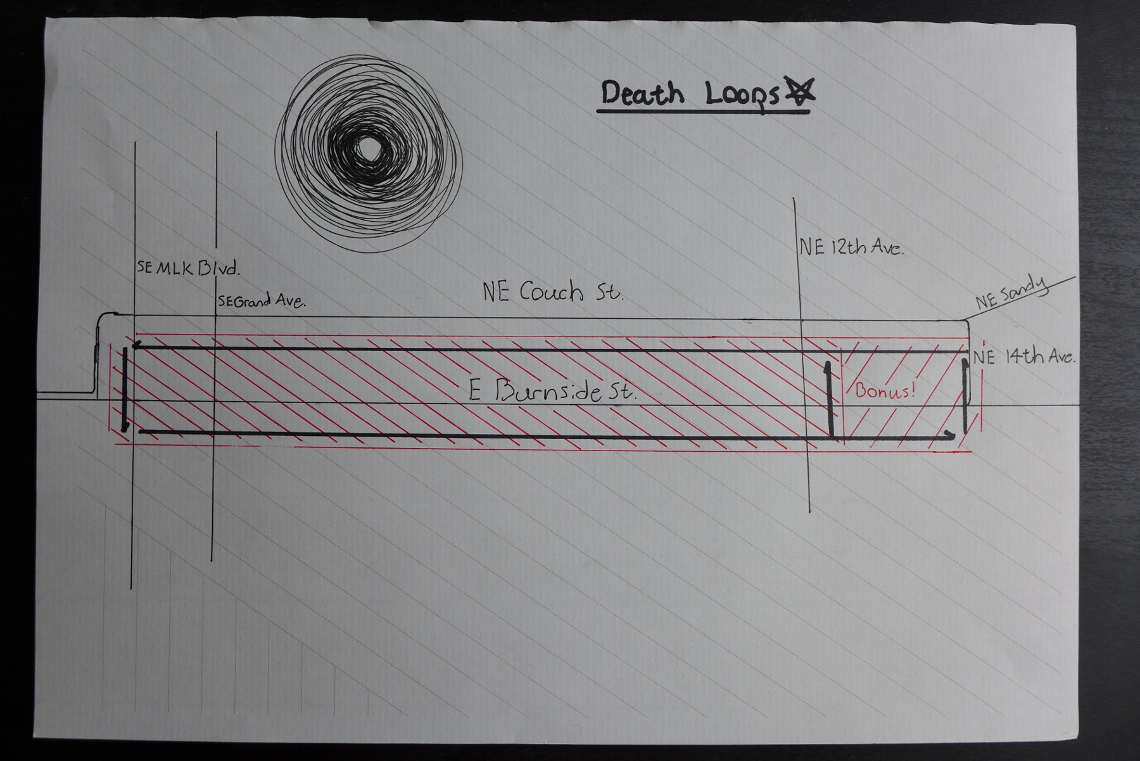 Death Loops
NE 12th Ave.
SE MLK Blvd.
NE Sandy
NE Couch St.
SE Grand Ave.
NE 14th Ave.
E Burnside St.
Bonus!